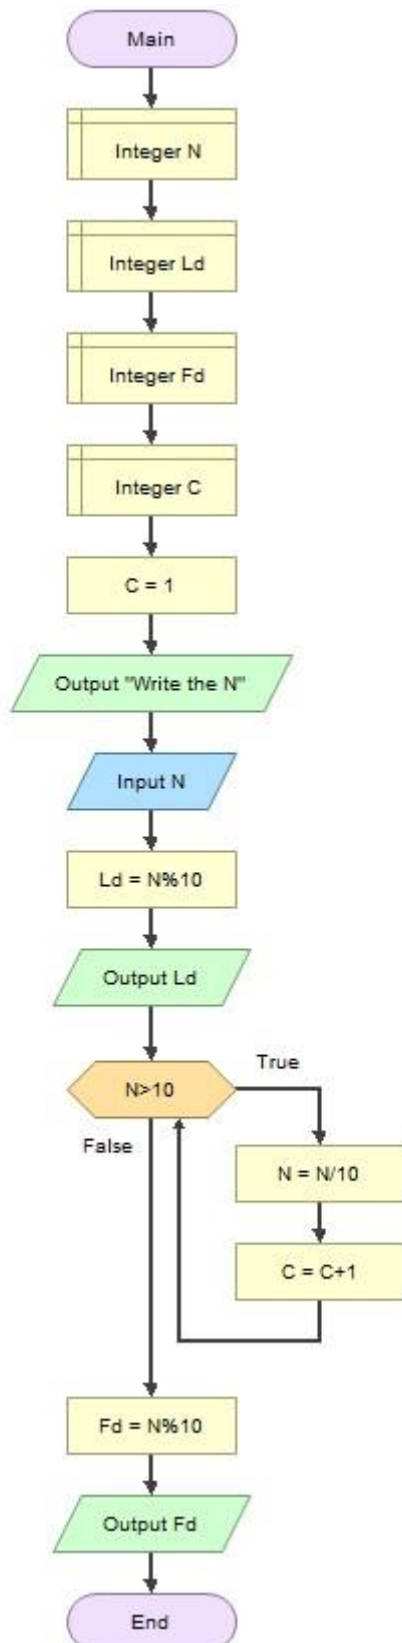 Main
Integer N
Integer Ld
Integer Fd
Integer C
C = 1
Output "Write the N"
Input N
Ld = N%10
Output Ld
N>10
True
False
N = N/10
C = C+1
Fd = N%10
Output Fd
End